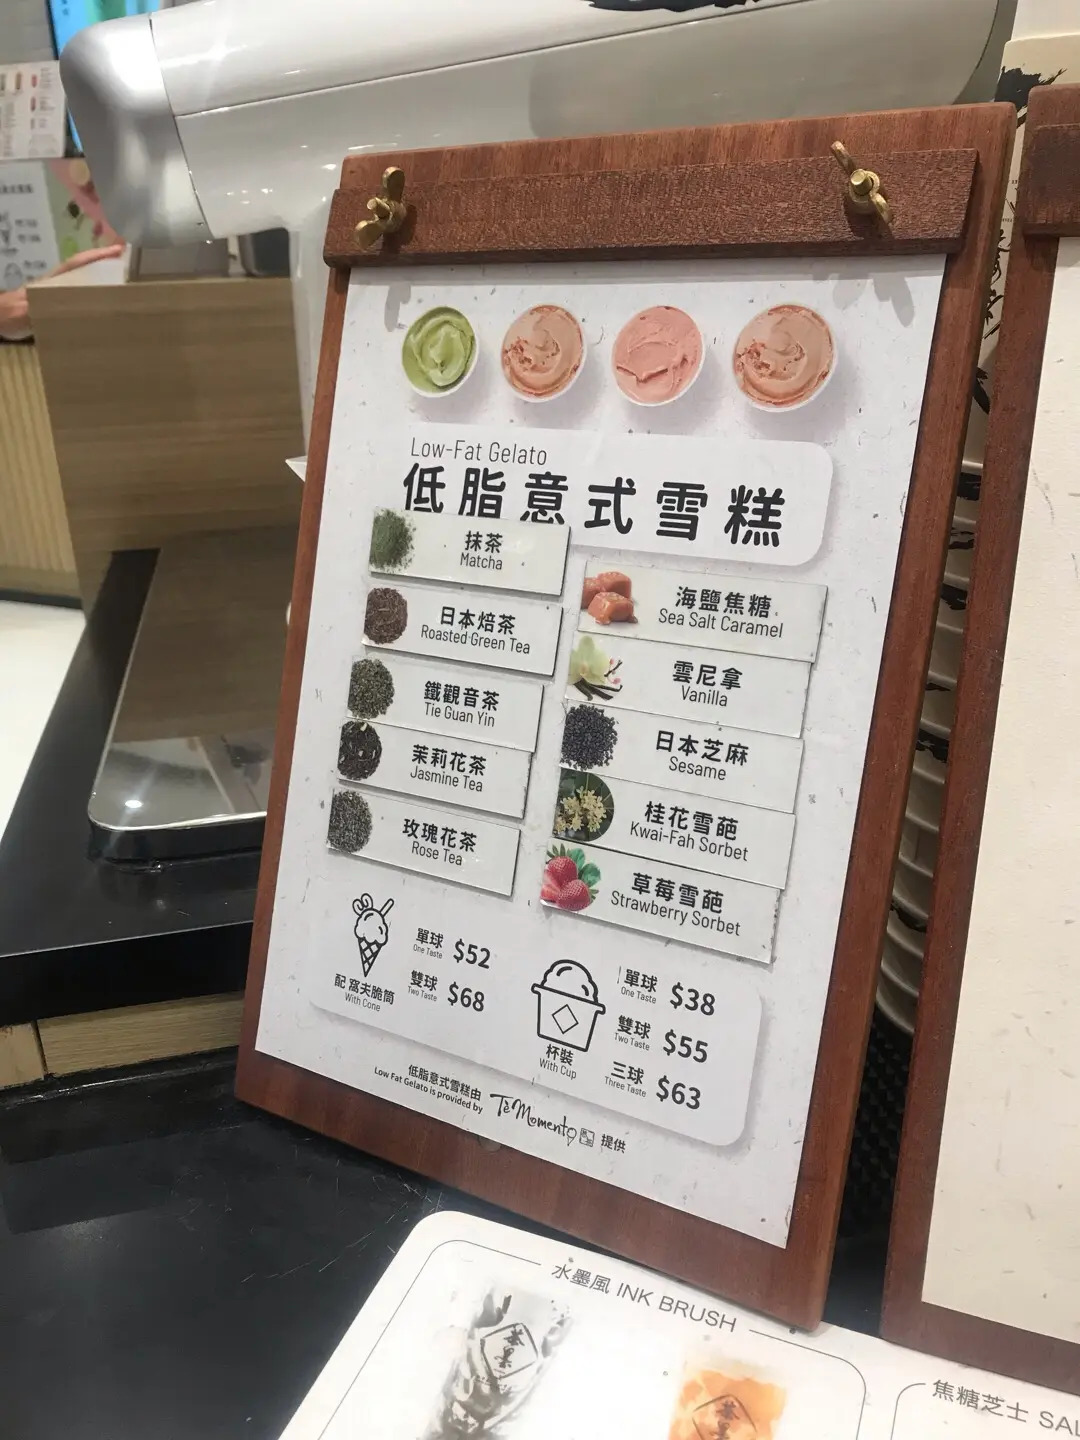 Low-Fat Gelato
低脂意式雪糕
抹茶
Matcha
日本焙茶
Roasted Green Tea
鐵觀音茶
Tie Guan Yin
茉莉花茶
Jasmine Tea
玫瑰花茶
Rose Tea
海鹽焦糖
Sea Salt Caramel
雲尼拿
Vanilla
日本芝麻
Sesame
桂花雪葩
Kwai-Fah Sorbet
草莓雪葩
Strawberry Sorbet
配 窩夫脆筒
With Cone
單球 $52
One Taste
雙球 $68
Two Taste
杯裝
With Cup
單球 $38
One Taste
雙球 $55
Two Taste
三球 $63
Three Taste
低脂意式雪糕由
Low Fat Gelato is provided by
Tè Momento 提供
水墨風 INK BRUSH
焦糖芝士 SAL